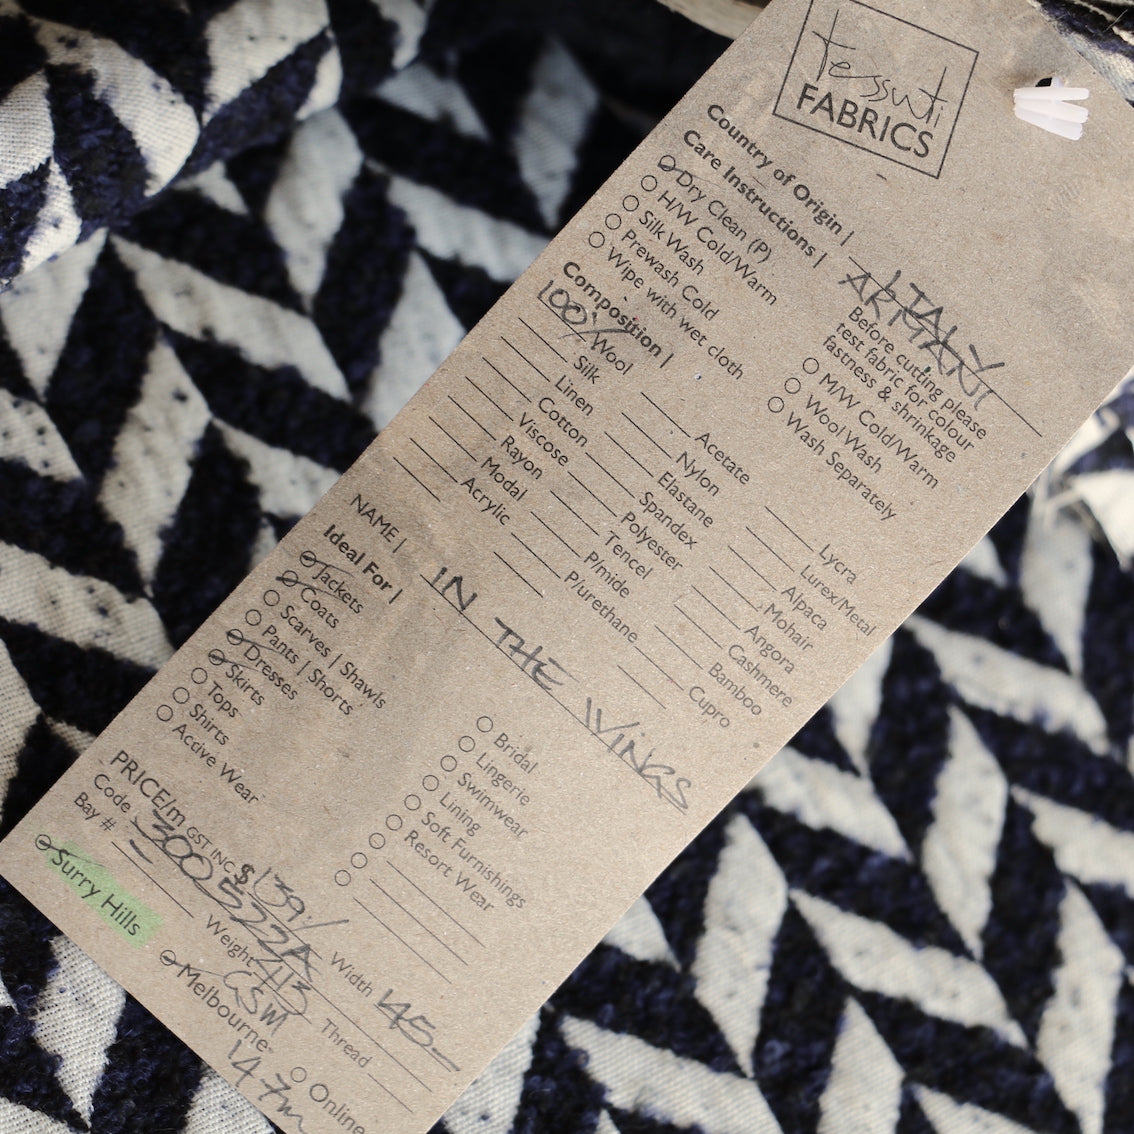 tessuti
FABRICS
Country of Origin | ITALY
ARMANI
Care Instructions | Before cutting please
test fabric for colour
fastness & shrinkage
Dry Clean (P)
H/W Cold/Warm
Silk Wash
Prewash Cold
Wipe with wet cloth
M/W Cold/Warm
Wool Wash
Wash Separately
Composition |
100% Wool
Silk
Linen
Cotton
Viscose
Rayon
Modal
Acrylic
Acetate
Nylon
Elastane
Spandex
Polyester
Tencel
P/mide
P/urethane
Lycra
Lurex/Metal
Alpaca
Mohair
Angora
Cashmere
Bamboo
Cupro
NAME | IN THE WINGS
Ideal For |
Jackets
Coats
Scarves | Shawls
Pants | Shorts
Dresses
Skirts
Tops
Shirts
Active Wear
Bridal
Lingerie
Swimwear
Lining
Soft Furnishings
Resort Wear
PRICE/m GST INC $ 139.-/
Code 300522A Width 145
Bay # - Weight 413 GSM Thread
Surry Hills Melbourne Online
14.7m